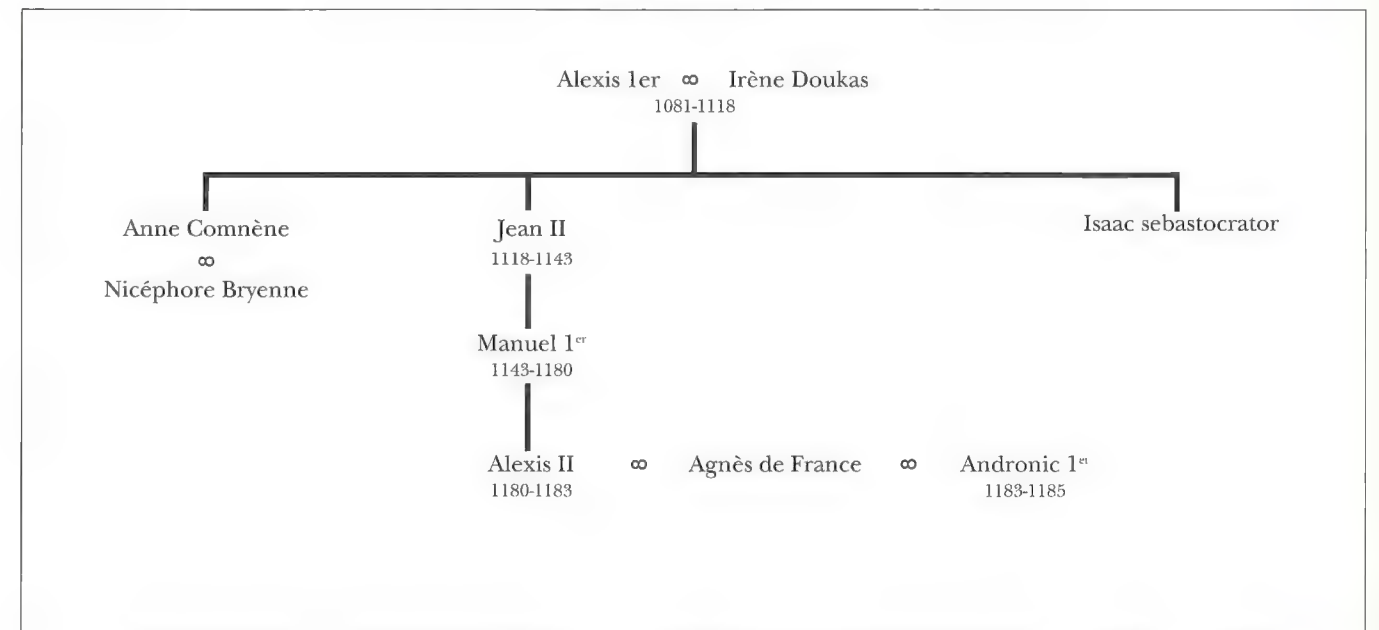 Alexis 1er ∞ Irène Doukas
1081-1118
Anne Comnène
∞
Nicéphore Bryenne
Jean II
1118-1143
Isaac sebastocrator
Manuel 1er
1143-1180
Alexis II ∞ Agnès de France ∞ Andronic 1er
1180-1183 1183-1185